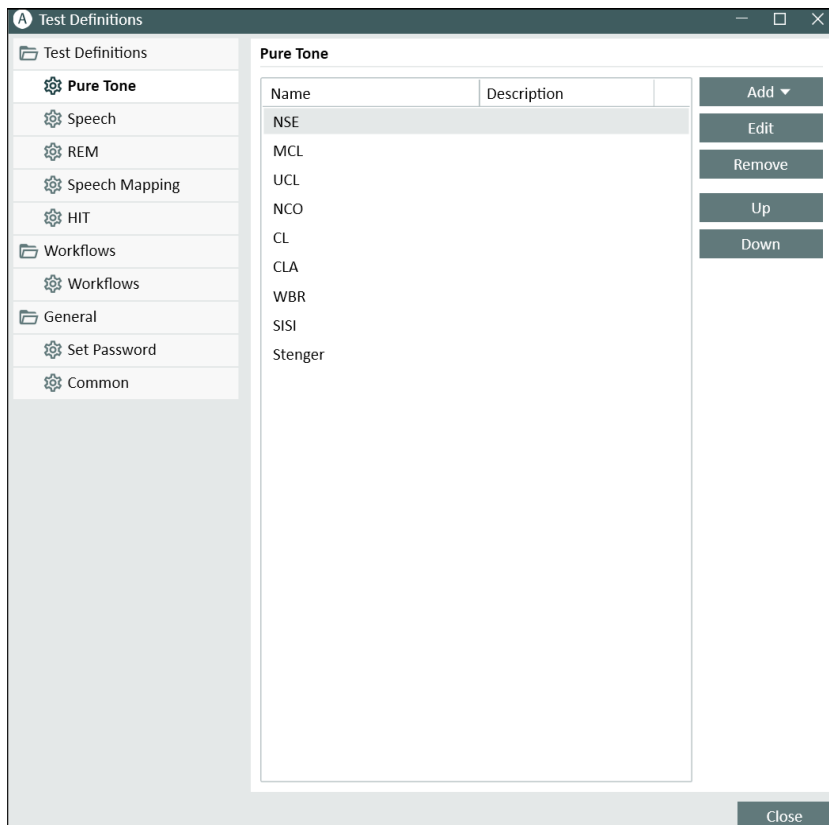 A Test Definitions
Test Definitions
Pure Tone
Speech
REM
Speech Mapping
HIT
Workflows
Workflows
General
Set Password
Common
Pure Tone
Name Description
NSE
MCL
UCL
NCO
CL
CLA
WBR
SISI
Stenger
Add
Edit
Remove
Up
Down
Close